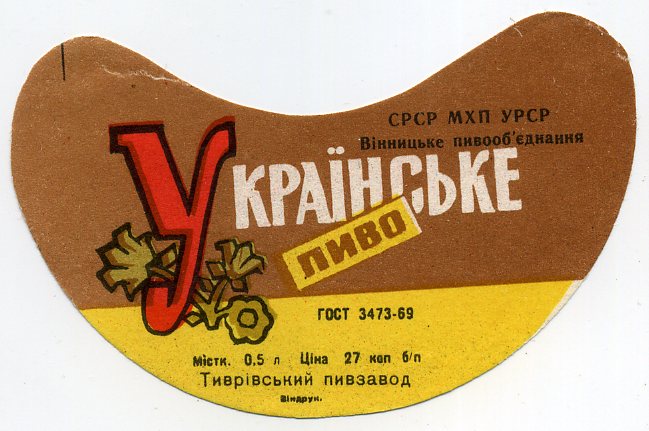 СРСР МХП УРСР
Вінницьке пивооб'єднання
УКРАЇНСЬКЕ
ПИВО
ГОСТ 3473-69
Містк. 0,5 л Ціна 27 коп б/п
Тиврівський пивзавод
Віндрук.